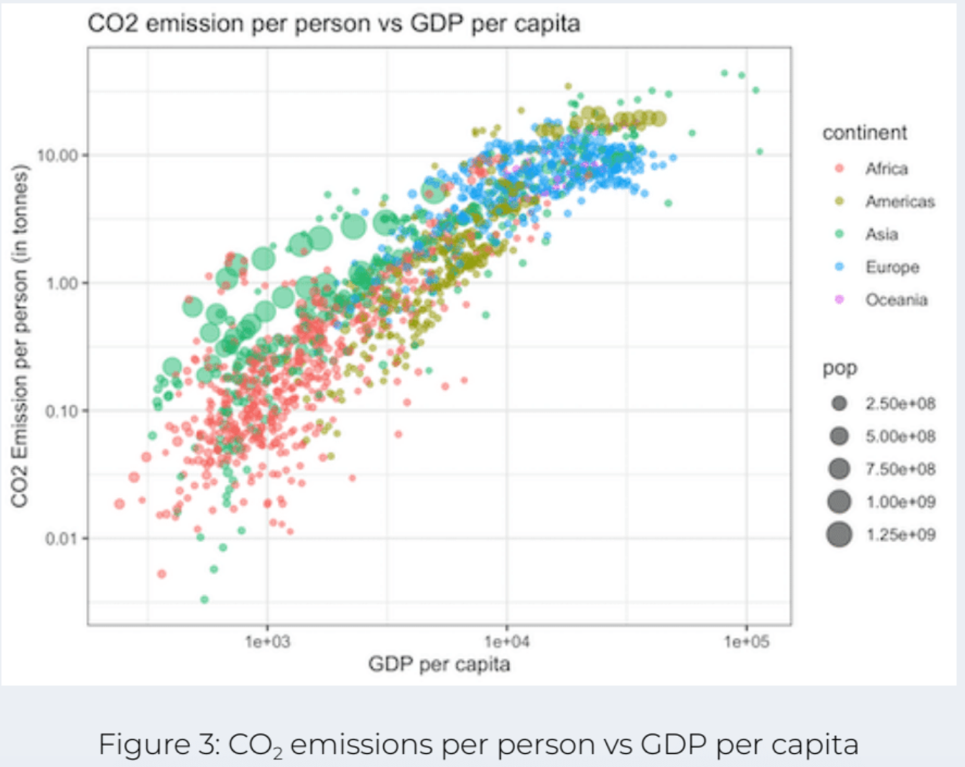 CO2 emission per person vs GDP per capita
CO2 Emission per person (in tonnes)
10.00
1.00
0.10
0.01
1e+03 1e+04 1e+05
GDP per capita
continent
Africa
Americas
Asia
Europe
Oceania
pop
2.50e+08
5.00e+08
7.50e+08
1.00e+09
1.25e+09
Figure 3: CO₂ emissions per person vs GDP per capita